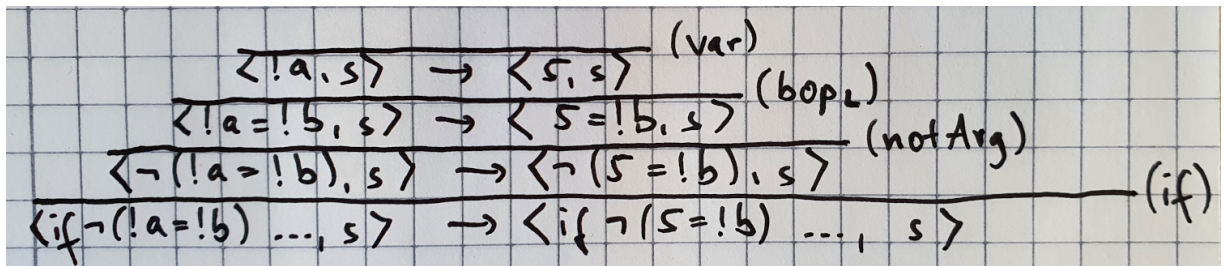 (var)
<!a, s> → <5, s>
(bop_L)
<!a=!b, s> → <5=!b, s>
(notArg)
<¬(!a=!b), s> → <¬(5=!b), s>
(if)
<if ¬(!a=!b) ..., s> → <if ¬(5=!b) ..., s>